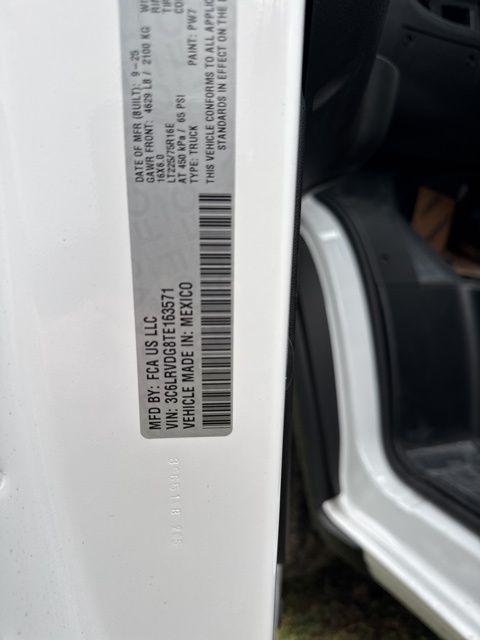 MFD BY: FCA US LLC
DATE OF MFR (BUILT): 9-25
GAWR FRONT: 4629 LB / 2100 KG
16X6.0
LT225/75R16E
AT 450 kPa / 65 PSI
TYPE: TRUCK
PAINT: PW7
THIS VEHICLE CONFORMS TO ALL APPLIC
STANDARDS IN EFFECT ON THE D
VIN: 3C6LRVDG8TE163571
VEHICLE MADE IN: MEXICO